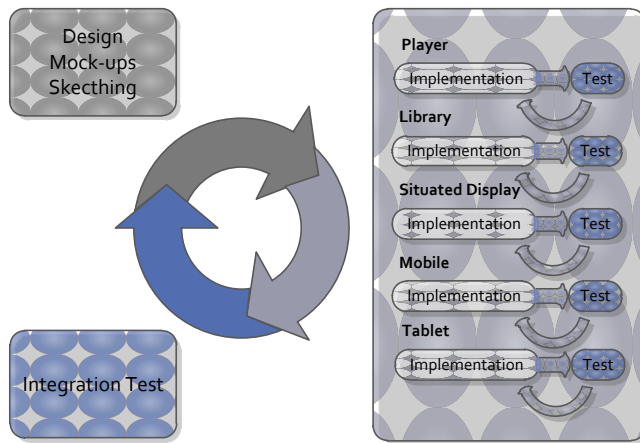 Design
Mock-ups
Skecthing
Integration Test
Player
Implementation Test
Library
Implementation Test
Situated Display
Implementation Test
Mobile
Implementation Test
Tablet
Implementation Test